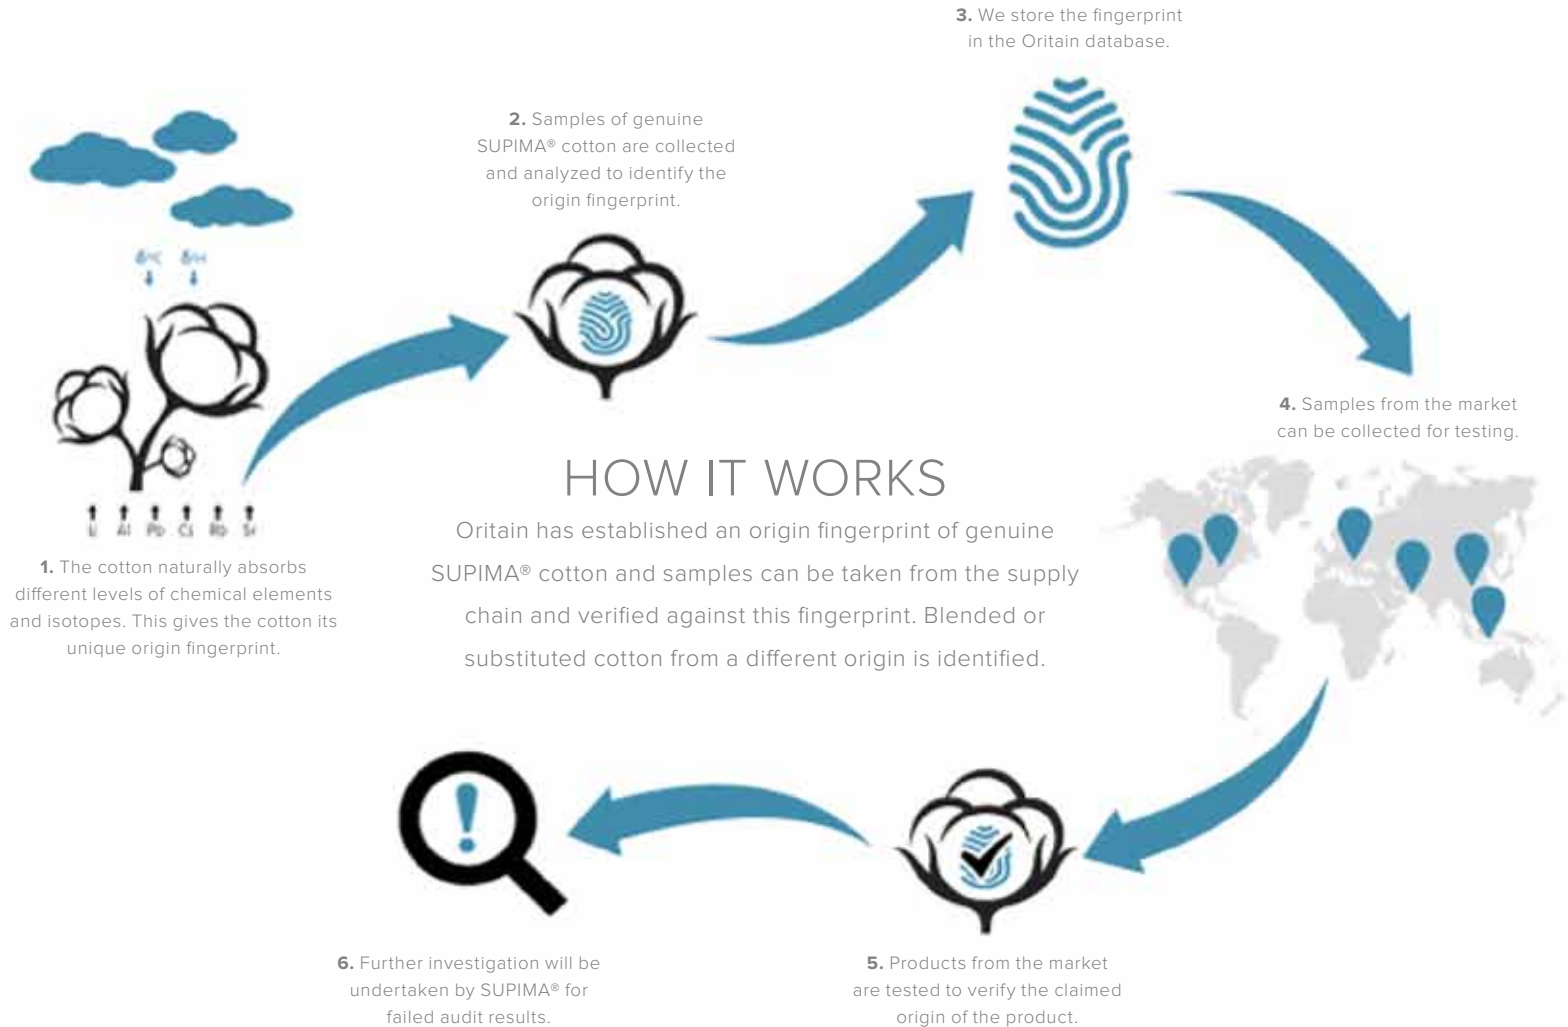 3. We store the fingerprint
in the Oritain database.
2. Samples of genuine
SUPIMA® cotton are collected
and analyzed to identify the
origin fingerprint.
4. Samples from the market
can be collected for testing.
HOW IT WORKS
Oritain has established an origin fingerprint of genuine
SUPIMA® cotton and samples can be taken from the supply
chain and verified against this fingerprint. Blended or
substituted cotton from a different origin is identified.
Al Pb Rb
1. The cotton naturally absorbs
different levels of chemical elements
and isotopes. This gives the cotton its
unique origin fingerprint.
6. Further investigation will be
undertaken by SUPIMA® for
failed audit results.
5. Products from the market
are tested to verify the claimed
origin of the product.